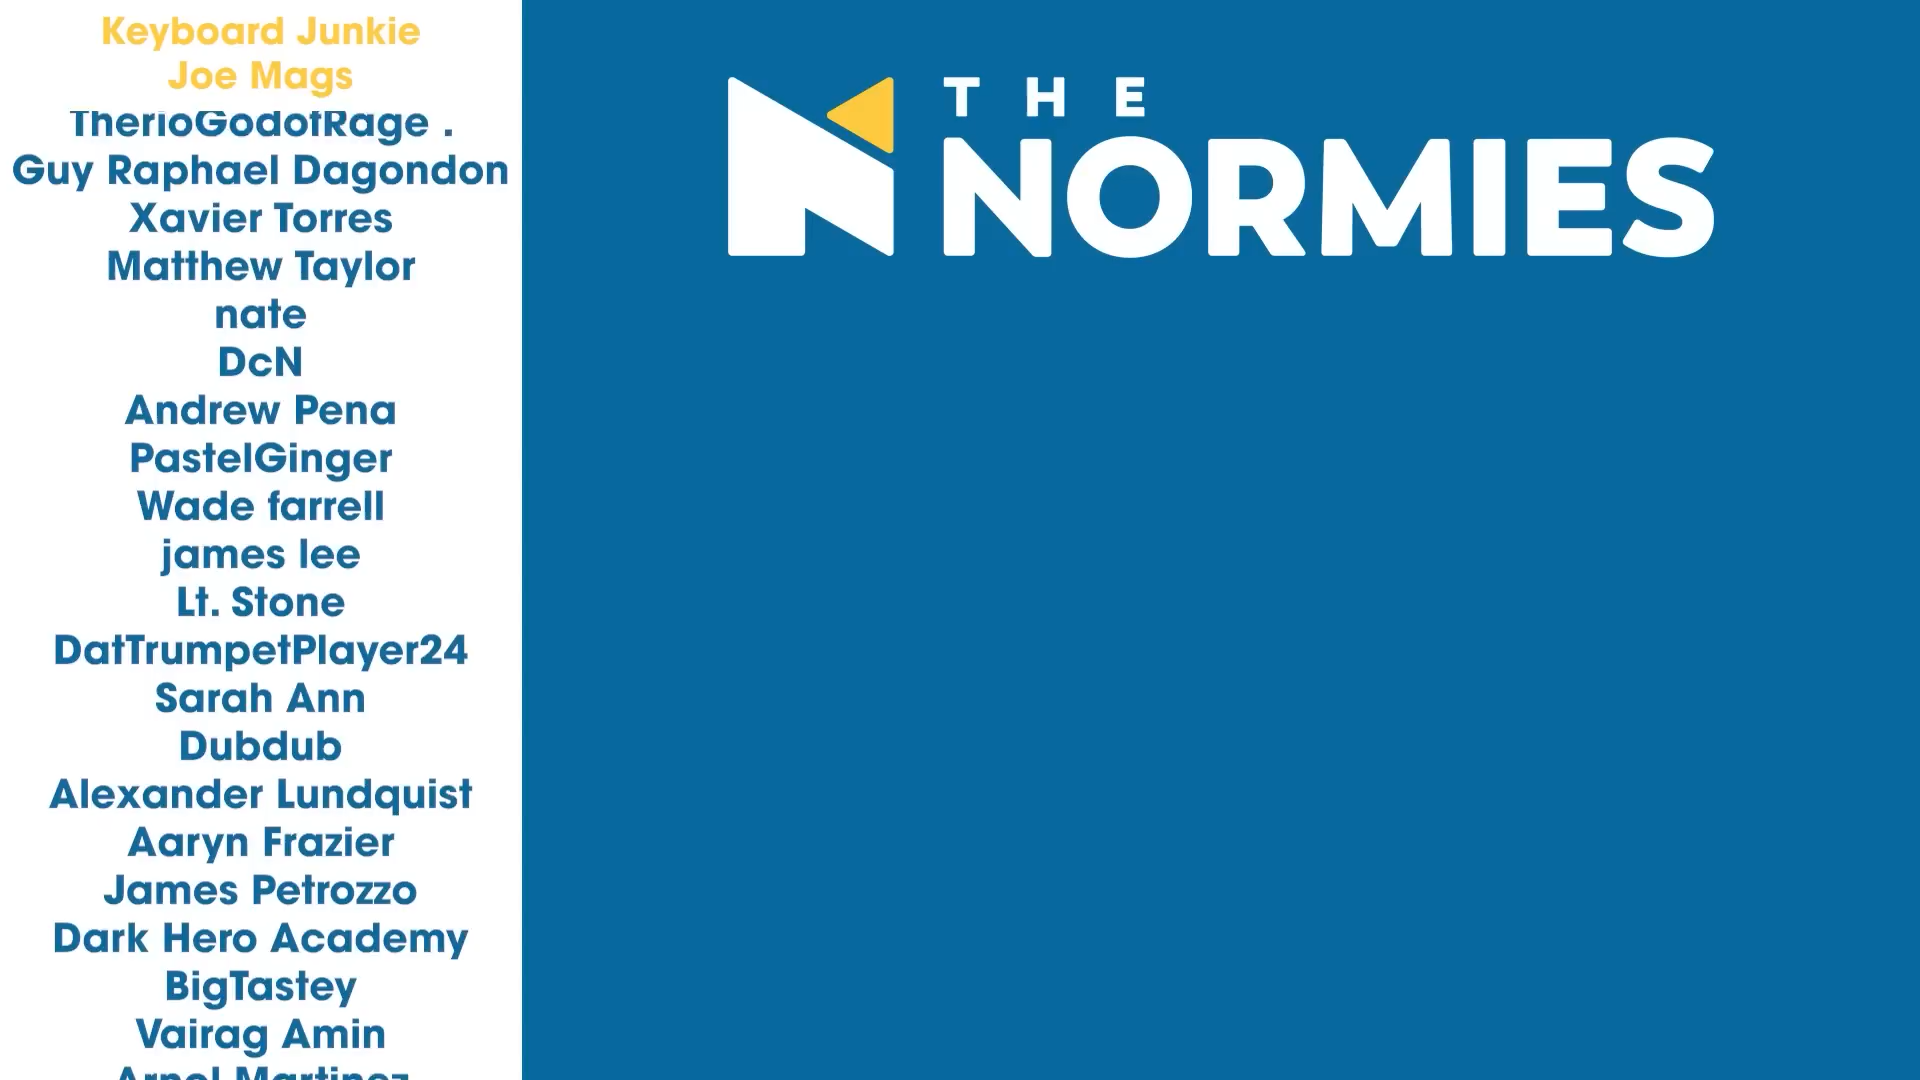 Keyboard Junkie
Joe Mags
TherioGodofRage .
Guy Raphael Dagondon
Xavier Torres
Matthew Taylor
nate
DcN
Andrew Pena
PastelGinger
Wade farrell
james lee
Lt. Stone
DatTrumpetPlayer24
Sarah Ann
Dubdub
Alexander Lundquist
Aaryn Frazier
James Petrozzo
Dark Hero Academy
BigTastey
Vairag Amin
Arnel Martinez
THE
NORMIES